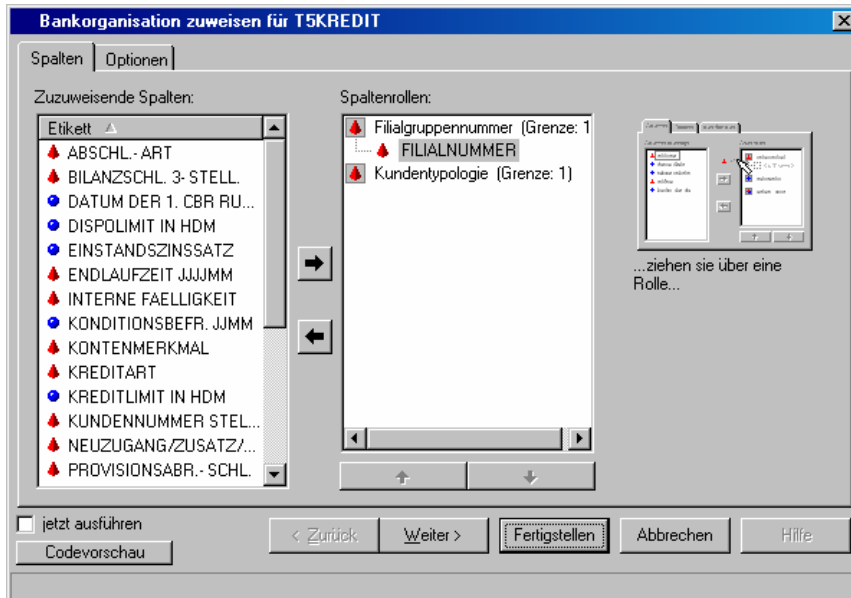 Bankorganisation zuweisen für T5KREDIT
Spalten
Optionen
Zuzuweisende Spalten:
Etikett
ABSCHL.- ART
BILANZSCHL. 3- STELL.
DATUM DER 1. CBR RU...
DISPOLIMIT IN HDM
EINSTANDSZINSSATZ
ENDLAUFZEIT JJJJMM
INTERNE FAELLIGKEIT
KONDITIONSBEFR. JJMM
KONTENMERKMAL
KREDITART
KREDITLIMIT IN HDM
KUNDENNUMMER STEL...
NEUZUGANG/ZUSATZ/...
PROVISIONSABR.- SCHL.
Spaltenrollen:
Filialgruppennummer (Grenze: 1
FILIALNUMMER
Kundentypologie (Grenze: 1)
...ziehen sie über eine
Rolle...
jetzt ausführen
Codevorschau
< Zurück
Weiter >
Fertigstellen
Abbrechen
Hilfe